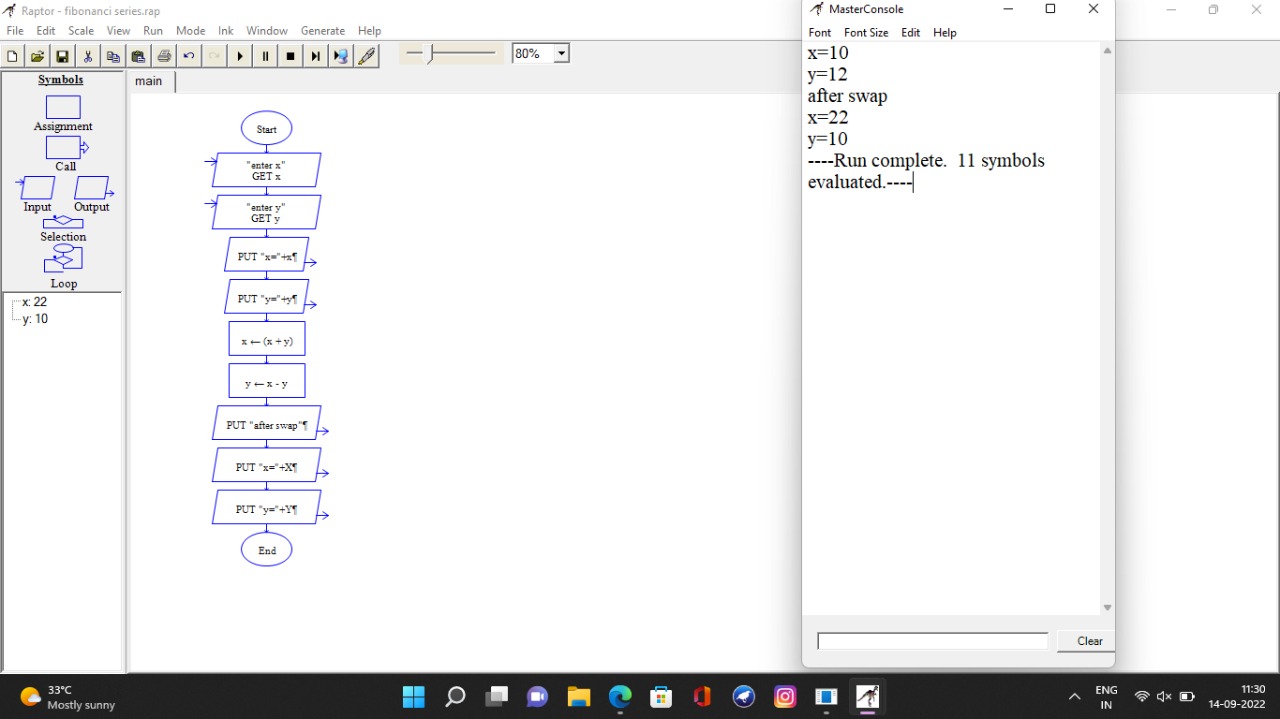 Raptor - fibonanci series.rap
File Edit Scale View Run Mode Ink Window Generate Help
80%
Symbols
Assignment
Call
Input Output
Selection
Loop
x: 22
y: 10
main
Start
"enter x"
GET x
"enter y"
GET y
PUT "x="+x¶
PUT "y="+y¶
x ← (x + y)
y ← x - y
PUT "after swap"¶
PUT "x="+X¶
PUT "y="+Y¶
End
MasterConsole
Font Font Size Edit Help
x=10
y=12
after swap
x=22
y=10
----Run complete.  11 symbols
evaluated.----
Clear
33°C
Mostly sunny
ENG
IN
11:30
14-09-2022